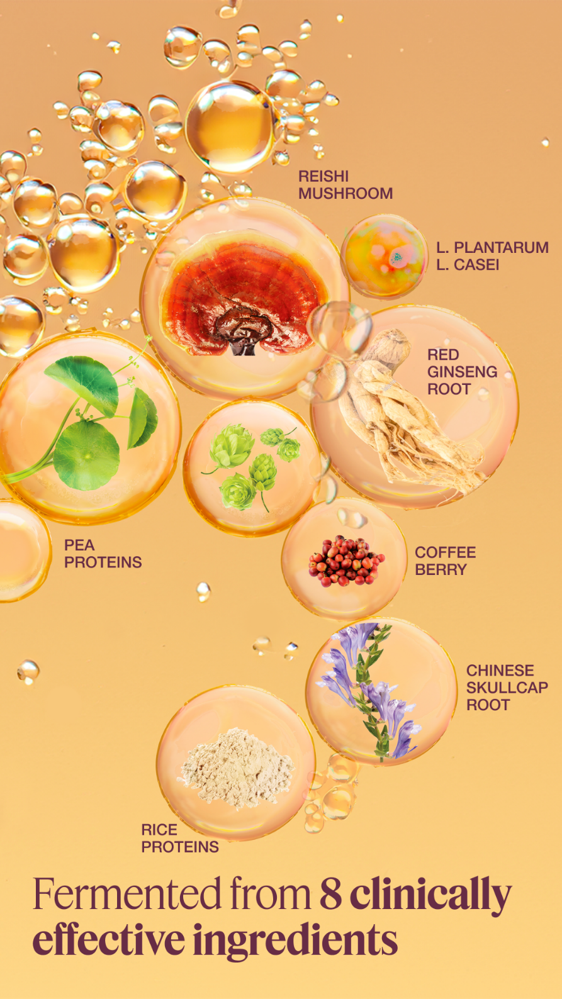 REISHI
MUSHROOM
L. PLANTARUM
L. CASEI
RED
GINSENG
ROOT
PEA
PROTEINS
COFFEE
BERRY
CHINESE
SKULLCAP
ROOT
RICE
PROTEINS
Fermented from 8 clinically
effective ingredients